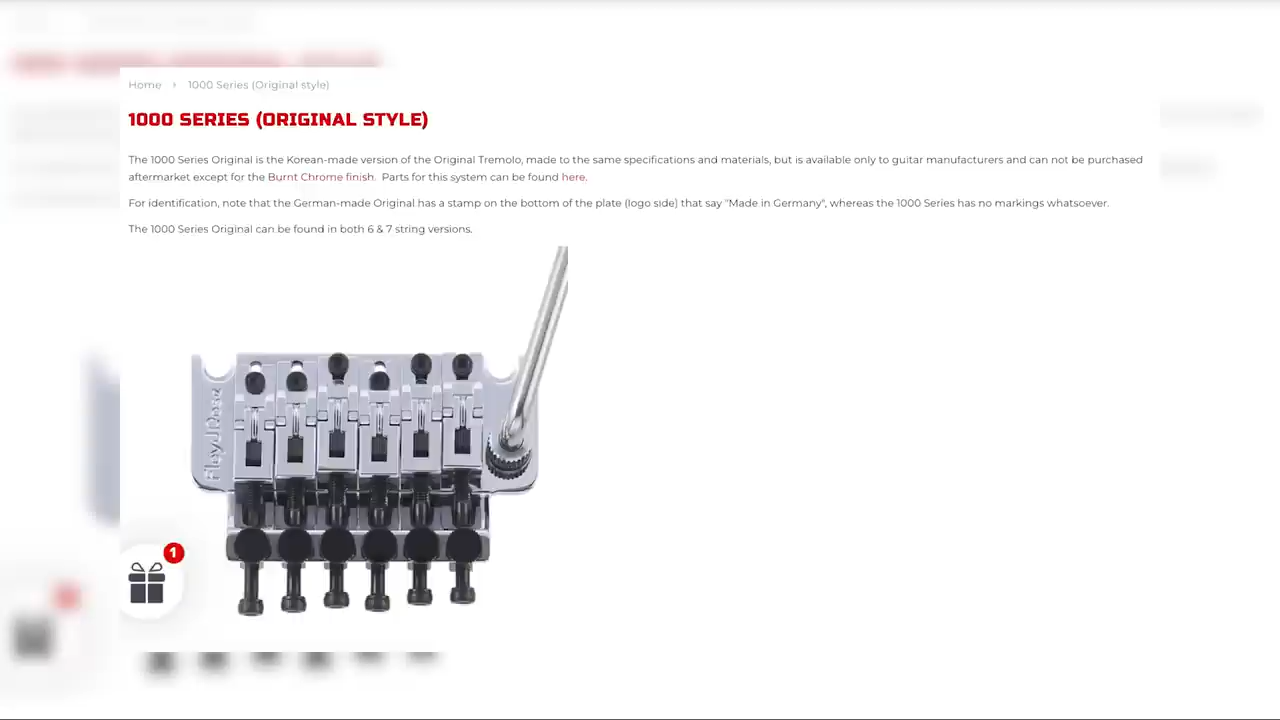 Home › 1000 Series (Original style)
1000 SERIES (ORIGINAL STYLE)
The 1000 Series Original is the Korean-made version of the Original Tremolo, made to the same specifications and materials, but is available only to guitar manufacturers and can not be purchased
aftermarket except for the Burnt Chrome finish. Parts for this system can be found here.
For identification, note that the German-made Original has a stamp on the bottom of the plate (logo side) that say "Made in Germany", whereas the 1000 Series has no markings whatsoever.
The 1000 Series Original can be found in both 6 & 7 string versions.
Floyd Rose
1